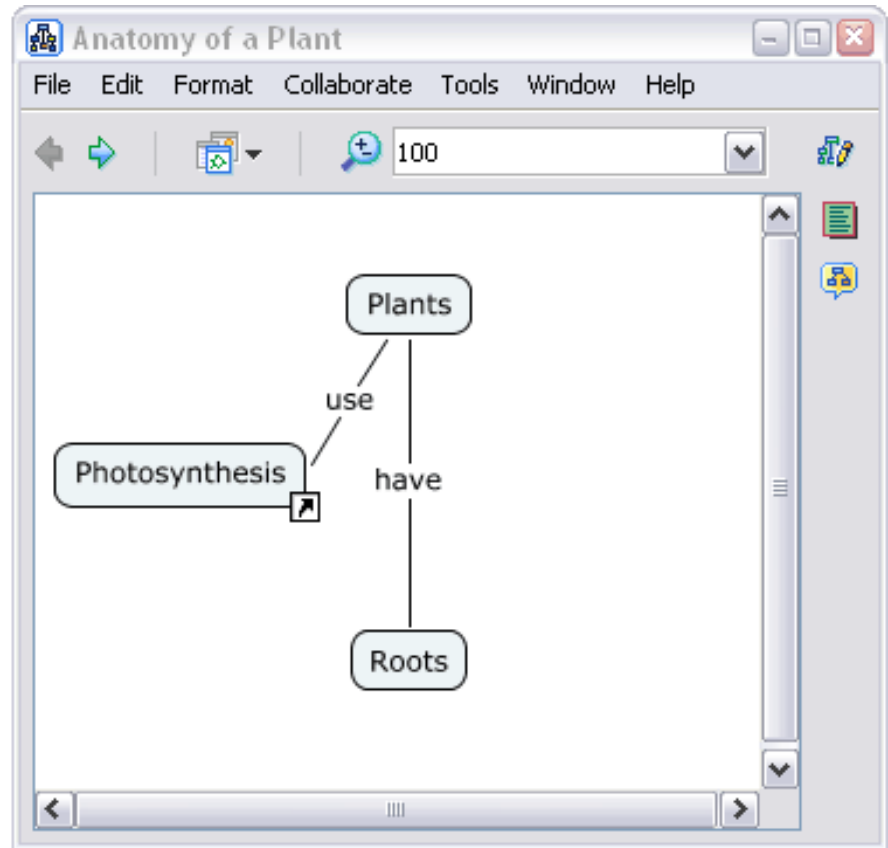 Anatomy of a Plant
File Edit Format Collaborate Tools Window Help
100
Plants
use
Photosynthesis
have
Roots